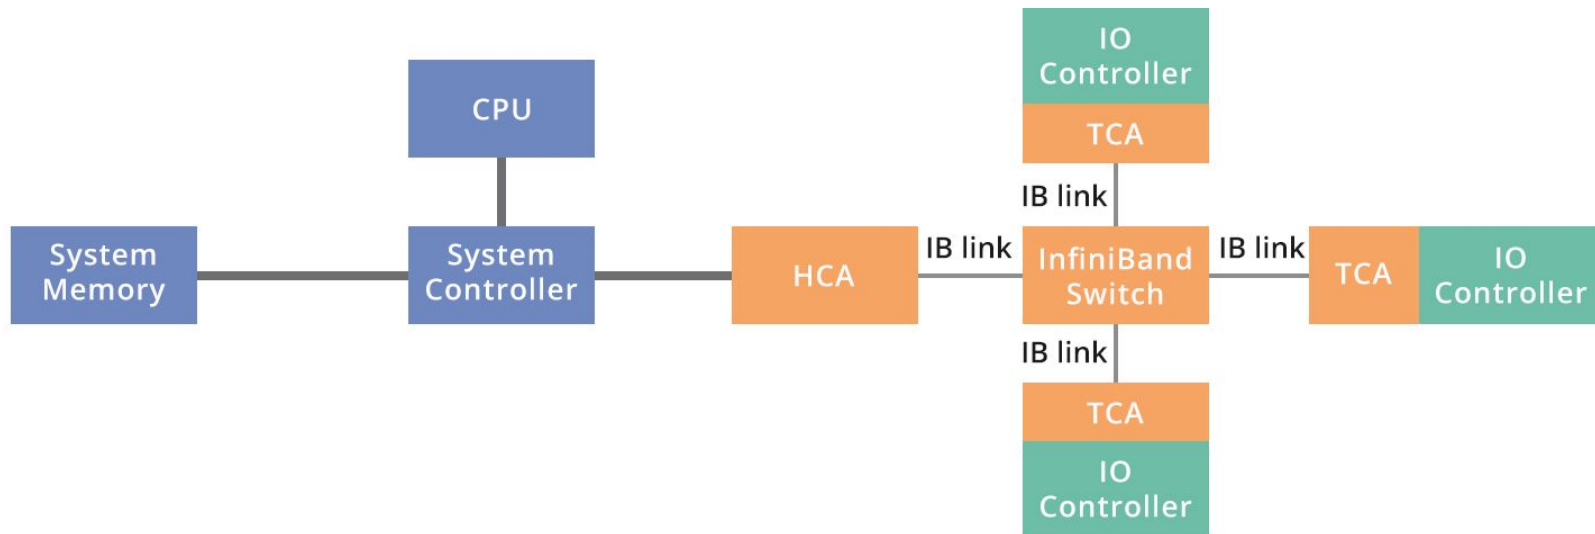 IO
Controller
TCA
CPU
IB link
System
Memory
System
Controller
HCA
IB link
InfiniBand
Switch
IB link
TCA
IO
Controller
IB link
TCA
IO
Controller